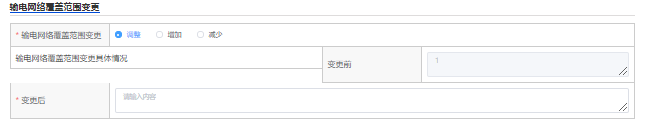 输电网络覆盖范围变更
* 输电网络覆盖范围变更 调整 增加 减少
输电网络覆盖范围变更具体情况 变更前 1
* 变更后 请输入内容